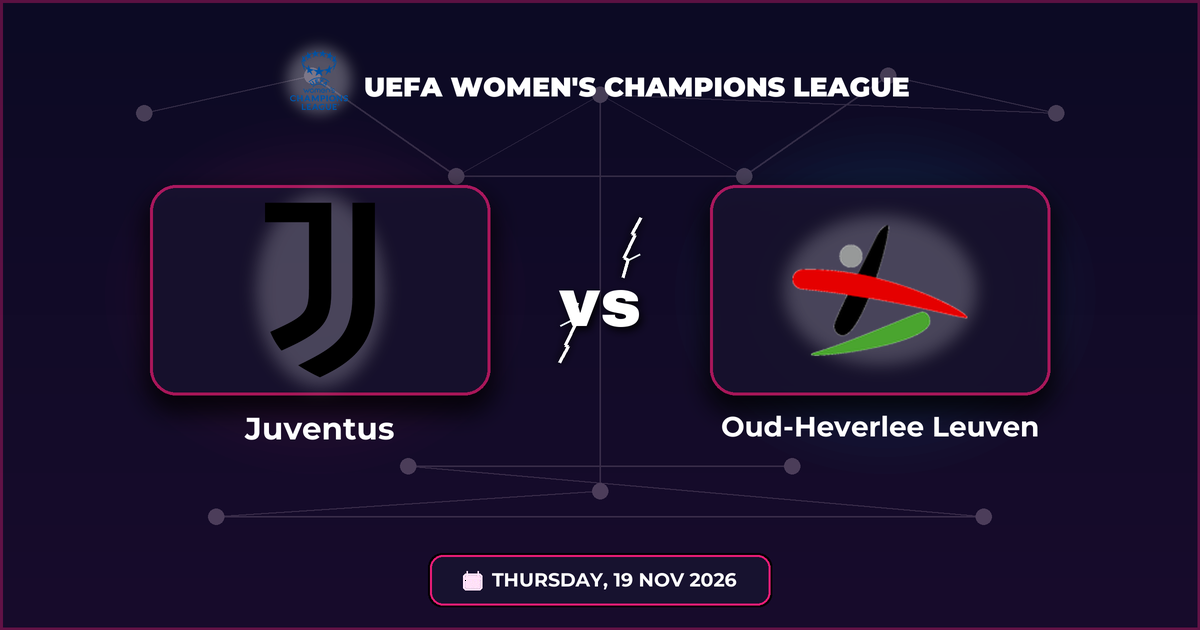 UEFA WOMEN'S CHAMPIONS LEAGUE
VS
Juventus
Oud-Heverlee Leuven
THURSDAY, 19 NOV 2026